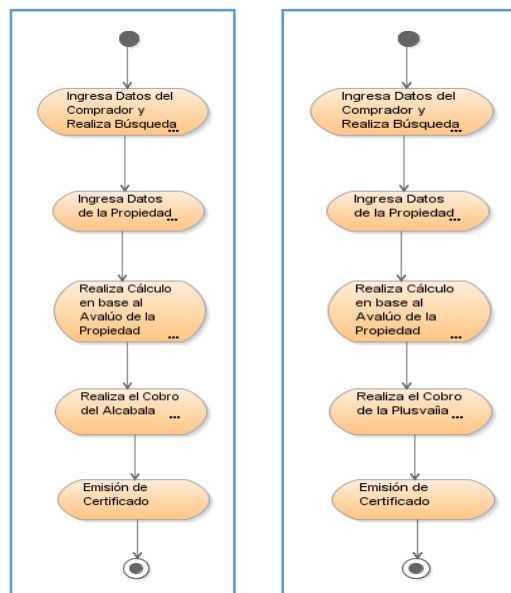 Ingresa Datos del
Comprador y
Realiza Búsqueda ...
Ingresa Datos
de la Propiedad ...
Realiza Cálculo
en base al
Avalúo de la
Propiedad ...
Realiza el Cobro
del Alcabala ...
Emisión de
Certificado
Ingresa Datos del
Comprador y
Realiza Búsqueda ...
Ingresa Datos
de la Propiedad ...
Realiza Cálculo
en base al
Avalúo de la
Propiedad ...
Realiza el Cobro
de la Plusvaíia ...
Emisión de
Certificado